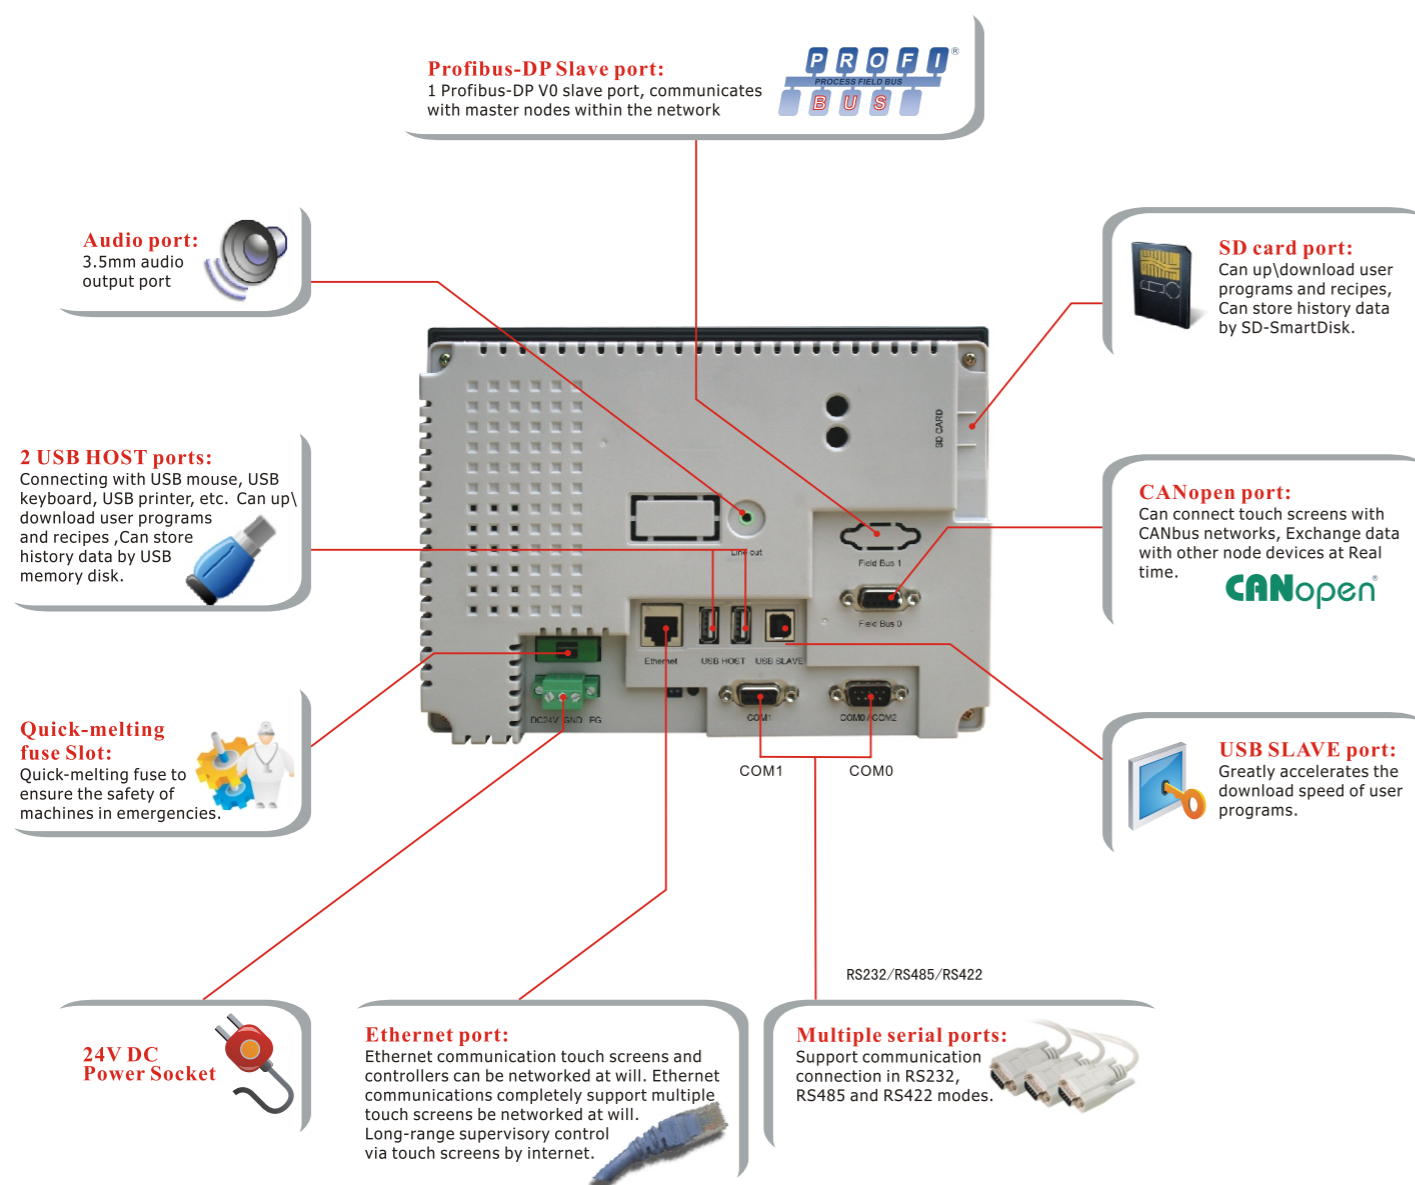 Profibus-DP Slave port:
1 Profibus-DP V0 slave port, communicates
with master nodes within the network
PROFI®
PROCESS FIELD BUS
BUS
Audio port:
3.5mm audio
output port
SD card port:
Can up\download user
programs and recipes,
Can store history data
by SD-SmartDisk.
2 USB HOST ports:
Connecting with USB mouse, USB
keyboard, USB printer, etc. Can up\
download user programs
and recipes ,Can store
history data by USB
memory disk.
CANopen port:
Can connect touch screens with
CANbus networks, Exchange data
with other node devices at Real
time.
CANopen®
SD CARD
Line out
Field Bus 1
Field Bus 0
Ethernet
USB HOST
USB SLAVE
DC24V GND FG
COM1
COM0 / COM2
COM1
COM0
Quick-melting
fuse Slot:
Quick-melting fuse to
ensure the safety of
machines in emergencies.
USB SLAVE port:
Greatly accelerates the
download speed of user
programs.
RS232/RS485/RS422
24V DC
Power Socket
Ethernet port:
Ethernet communication touch screens and
controllers can be networked at will. Ethernet
communications completely support multiple
touch screens be networked at will.
Long-range supervisory control
via touch screens by internet.
Multiple serial ports:
Support communication
connection in RS232,
RS485 and RS422 modes.